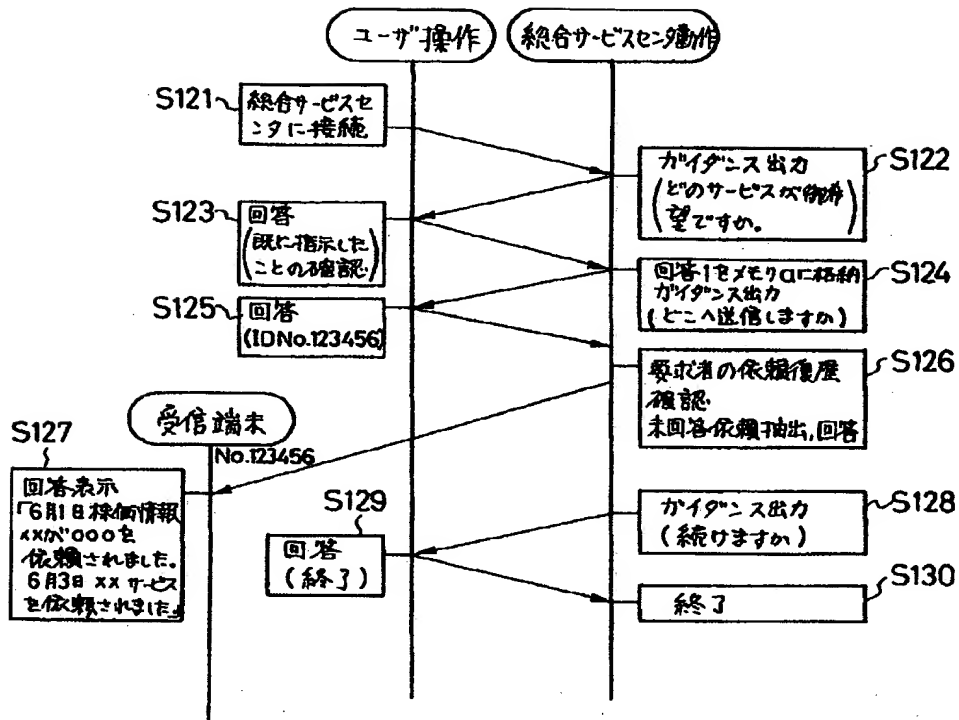 ユーザ操作
総合サービスセンタ動作
S121
総合サービスセ
ンタに接続
S122
ガイダンス出力
(どのサービスが御希
望ですか。)
S123
回答
(既に指示した
ことの確認)
S124
回答1をメモリaに格納
ガイダンス出力
(どこへ送信しますか)
S125
回答
(IDNo.123456)
S126
要求者の依頼復歴
確認
未回答依頼抽出,回答
受信端末
No.123456
S127
回答表示
「6月1日株価情報
××が○○○を
依頼されました。
6月3日××サービス
を依頼されました」
S128
ガイダンス出力
(続けますか)
S129
回答
(終了)
S130
終了